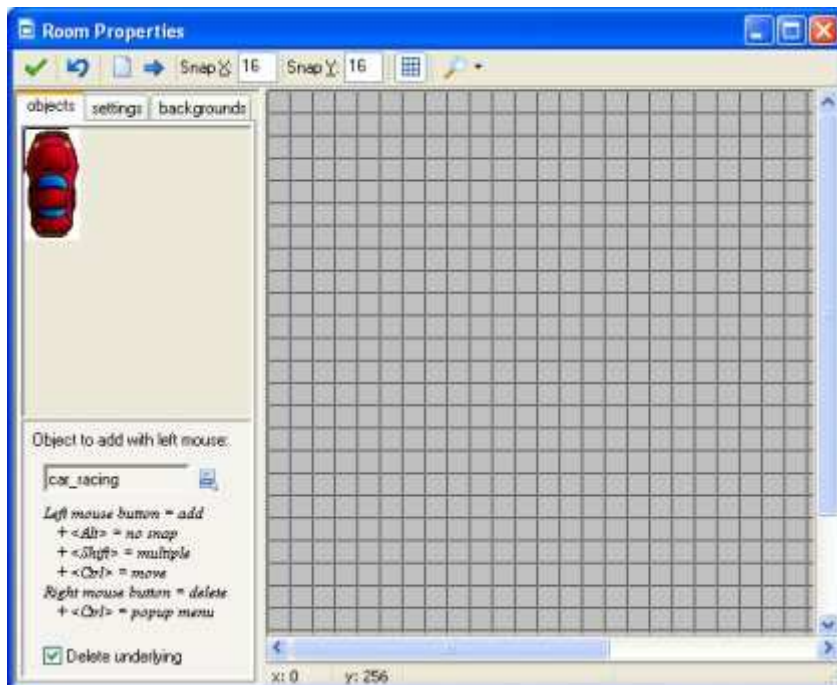 Room Properties
Snap X: 16 Snap Y: 16
objects settings backgrounds
Object to add with left mouse:
car_racing
Left mouse button = add
+ <Alt> = no snap
+ <Shift> = multiple
+ <Ctrl> = move
Right mouse button = delete
+ <Ctrl> = popup menu
Delete underlying
x: 0 y: 256